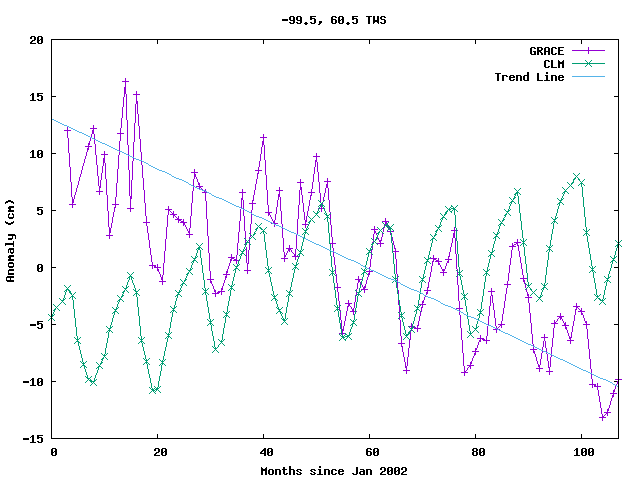 -99.5, 60.5 TWS
GRACE
CLM
Trend Line
20
15
10
5
0
-5
-10
-15
Anomaly (cm)
0 20 40 60 80 100
Months since Jan 2002